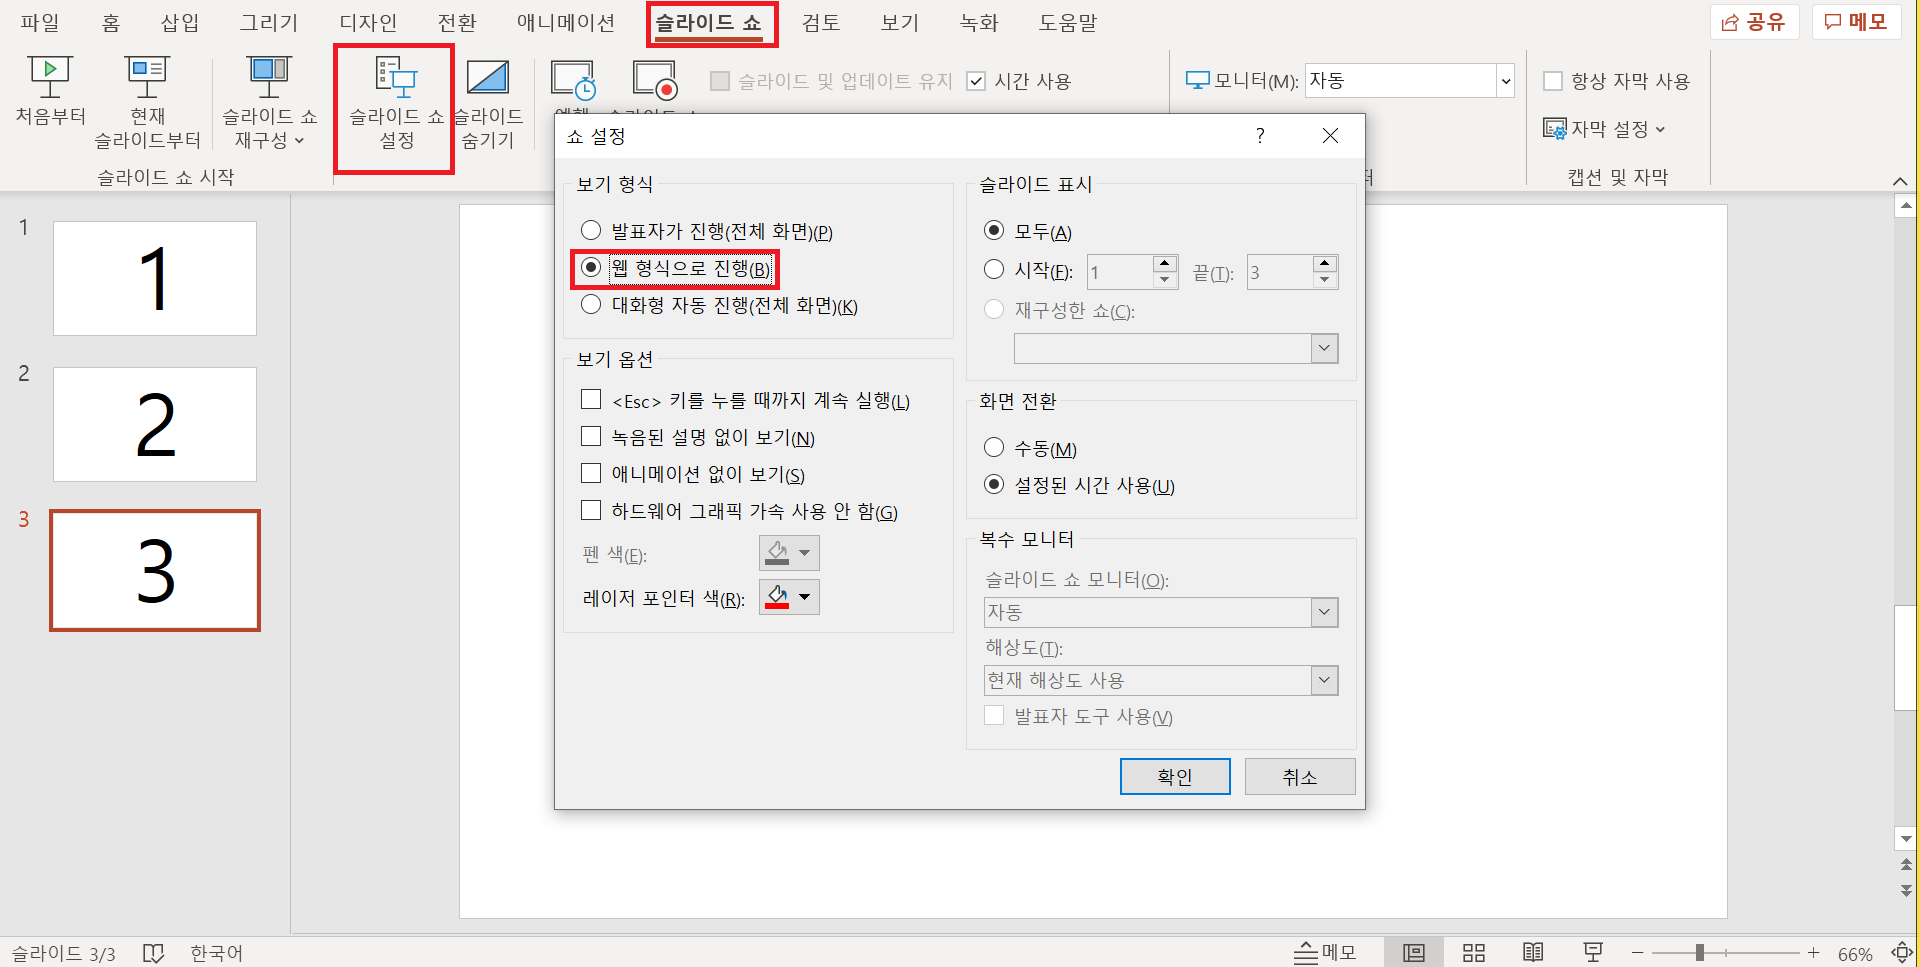 파일 홈 삽입 그리기 디자인 전환 애니메이션 슬라이드 쇼 검토 보기 녹화 도움말 공유 메모
처음부터
현재
슬라이드부터
슬라이드 쇼
재구성
슬라이드 쇼
설정
슬라이드
숨기기
슬라이드 및 업데이트 유지
시간 사용
모니터(M): 자동
항상 자막 사용
자막 설정
슬라이드 쇼 시작
캡션 및 자막
1
1
2
2
3
3
쇼 설정 ?
보기 형식
발표자가 진행(전체 화면)(P)
웹 형식으로 진행(B)
대화형 자동 진행(전체 화면)(K)
보기 옵션
<Esc> 키를 누를 때까지 계속 실행(L)
녹음된 설명 없이 보기(N)
애니메이션 없이 보기(S)
하드웨어 그래픽 가속 사용 안 함(G)
펜 색(E):
레이저 포인터 색(R):
슬라이드 표시
모두(A)
시작(F): 1 끝(T): 3
재구성한 쇼(C):
화면 전환
수동(M)
설정된 시간 사용(U)
복수 모니터
슬라이드 쇼 모니터(O):
자동
해상도(T):
현재 해상도 사용
발표자 도구 사용(V)
확인 취소
슬라이드 3/3 한국어 메모 66%